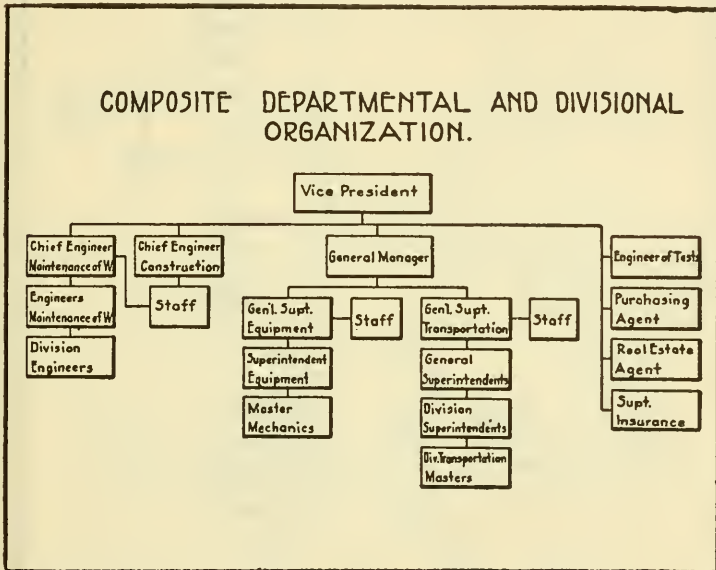 COMPOSITE DEPARTMENTAL AND DIVISIONAL
ORGANIZATION.
Vice President
Chief Engineer
Maintenance of W.
Chief Engineer
Construction
General Manager
Engineer of Tests
Engineers
Maintenance of W.
Staff
Gen'l. Supt.
Equipment
Staff
Gen'l. Supt.
Transportation
Staff
Purchasing
Agent
Division
Engineers
Superintendent
Equipment
General
Superintendents
Real Estate
Agent
Master
Mechanics
Division
Superintendents
Supt.
Insurance
Div. Transportation
Masters